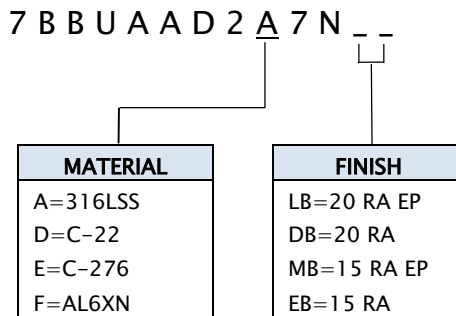 7 B B U A A D 2 A 7 N _ _
MATERIAL
A=316LSS
D=C-22
E=C-276
F=AL6XN
FINISH
LB=20 RA EP
DB=20 RA
MB=15 RA EP
EB=15 RA